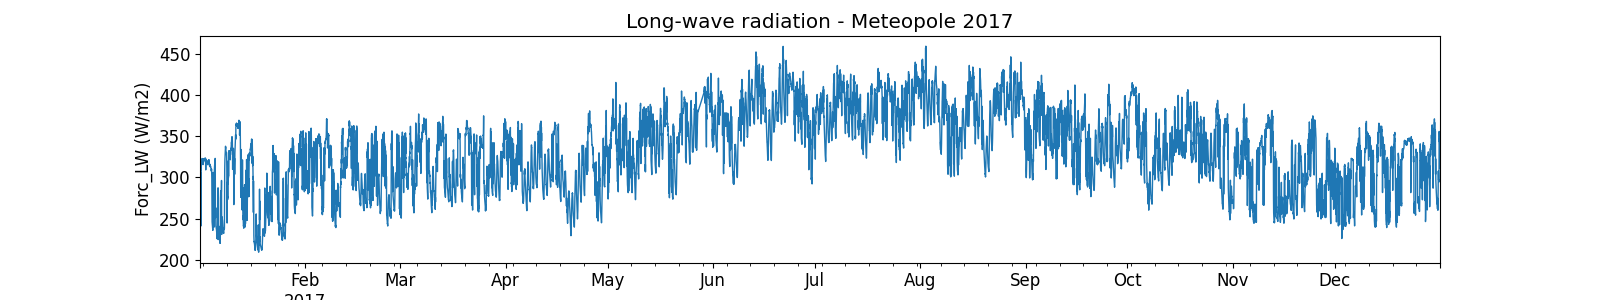 Long-wave radiation - Meteopole 2017
Forc_LW (W/m2)
450
400
350
300
250
200
Feb Mar Apr May Jun Jul Aug Sep Oct Nov Dec
2017